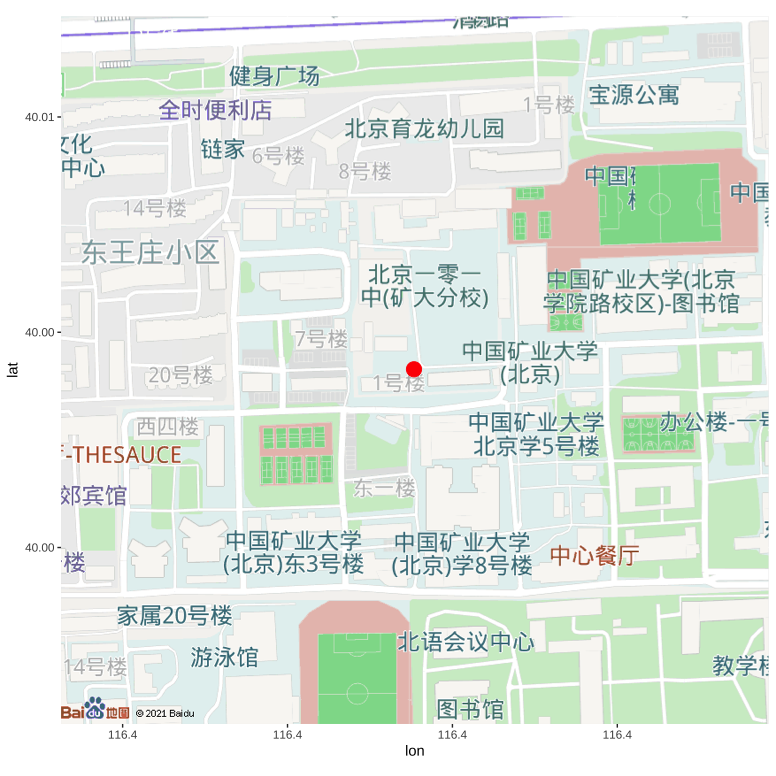 健身广场
宝源公寓
全时便利店
1号楼
北京育龙幼儿园
文化
中心
链家
6号楼
8号楼
中国矿
中国
14号楼
东王庄小区
北京一零一
中(矿大分校)
中国矿业大学(北京
学院路校区)-图书馆
7号楼
中国矿业大学
(北京)
20号楼
1号楼
西四楼
中国矿业大学
北京学5号楼
办公楼-一号
-THESAUCE
郊宾馆
东一楼
中国矿业大学
(北京)东3号楼
中国矿业大学
(北京)学8号楼
中心餐厅
楼
家属20号楼
北语会议中心
14号楼
游泳馆
教学楼
图书馆
Bai du 地图
© 2021 Baidu
40.01
40.00
40.00
lat
116.4
116.4
116.4
116.4
lon